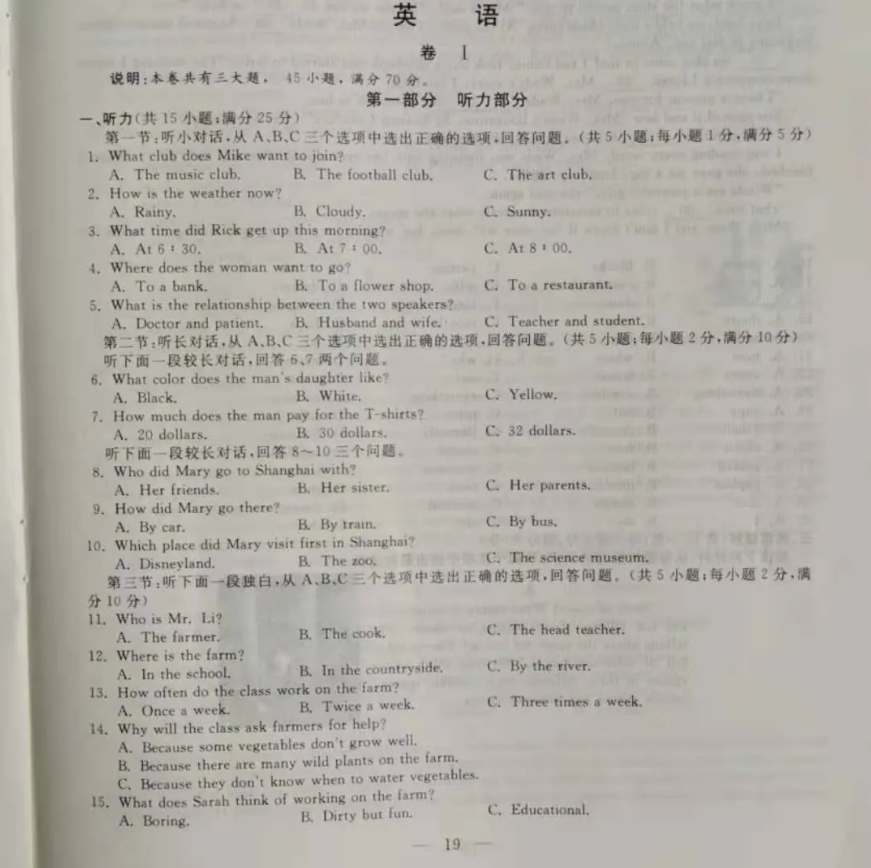 英 语
卷 I
说明:本卷共有三大题, 45 小题,满分 70 分。
第一部分 听力部分
一、听力(共 15 小题;满分 25 分)
第一节:听小对话,从 A、B、C 三个选项中选出正确的选项,回答问题。(共 5 小题;每小题 1 分,满分 5 分)
1. What club does Mike want to join?
A. The music club. B. The football club. C. The art club.
2. How is the weather now?
A. Rainy. B. Cloudy. C. Sunny.
3. What time did Rick get up this morning?
A. At 6:30. B. At 7:00. C. At 8:00.
4. Where does the woman want to go?
A. To a bank. B. To a flower shop. C. To a restaurant.
5. What is the relationship between the two speakers?
A. Doctor and patient. B. Husband and wife. C. Teacher and student.
第二节:听长对话,从 A、B、C 三个选项中选出正确的选项,回答问题。(共 5 小题;每小题 2 分,满分 10 分)
听下面一段较长对话,回答 6、7 两个问题。
6. What color does the man's daughter like?
A. Black. B. White. C. Yellow.
7. How much does the man pay for the T-shirts?
A. 20 dollars. B. 30 dollars. C. 32 dollars.
听下面一段较长对话,回答 8~10 三个问题。
8. Who did Mary go to Shanghai with?
A. Her friends. B. Her sister. C. Her parents.
9. How did Mary go there?
A. By car. B. By train. C. By bus.
10. Which place did Mary visit first in Shanghai?
A. Disneyland. B. The zoo. C. The science museum.
第三节:听下面一段独白,从 A、B、C 三个选项中选出正确的选项,回答问题。(共 5 小题;每小题 2 分,满
分 10 分)
11. Who is Mr. Li?
A. The farmer. B. The cook. C. The head teacher.
12. Where is the farm?
A. In the school. B. In the countryside. C. By the river.
13. How often do the class work on the farm?
A. Once a week. B. Twice a week. C. Three times a week.
14. Why will the class ask farmers for help?
A. Because some vegetables don't grow well.
B. Because there are many wild plants on the farm.
C. Because they don't know when to water vegetables.
15. What does Sarah think of working on the farm?
A. Boring. B. Dirty but fun. C. Educational.
— 19 —